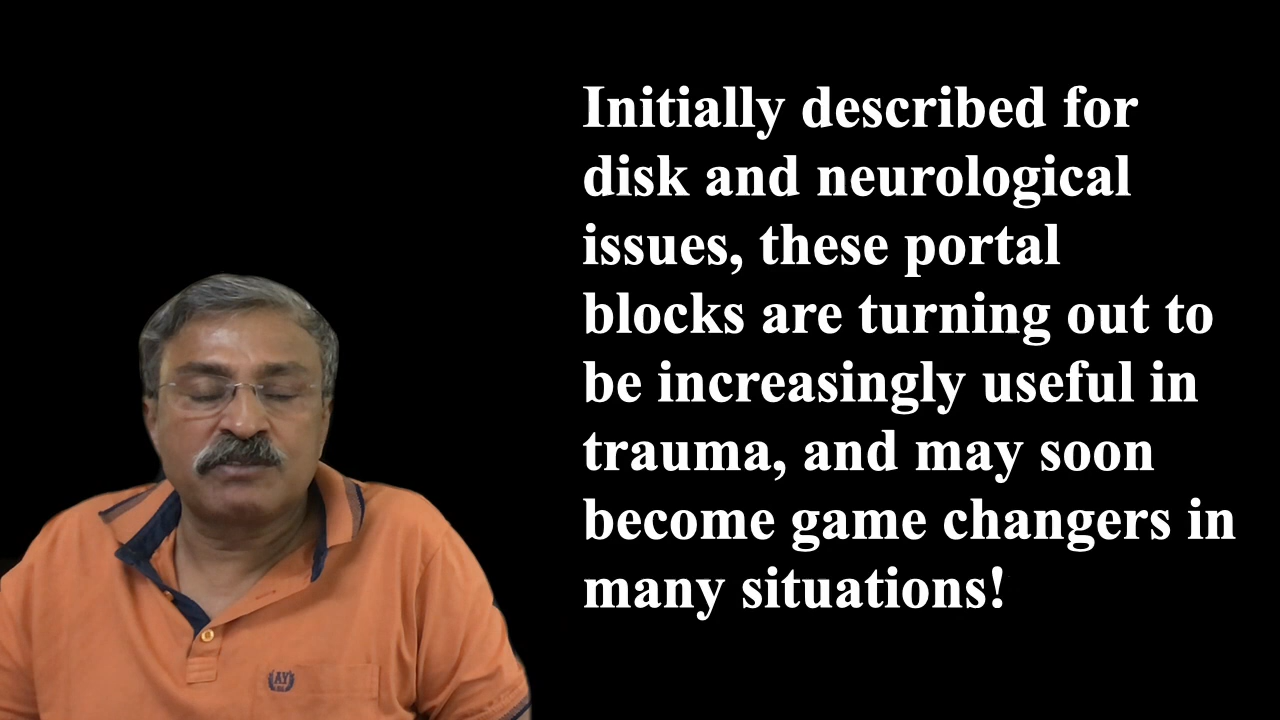 Initially described for
disk and neurological
issues, these portal
blocks are turning out to
be increasingly useful in
trauma, and may soon
become game changers in
many situations!
AY